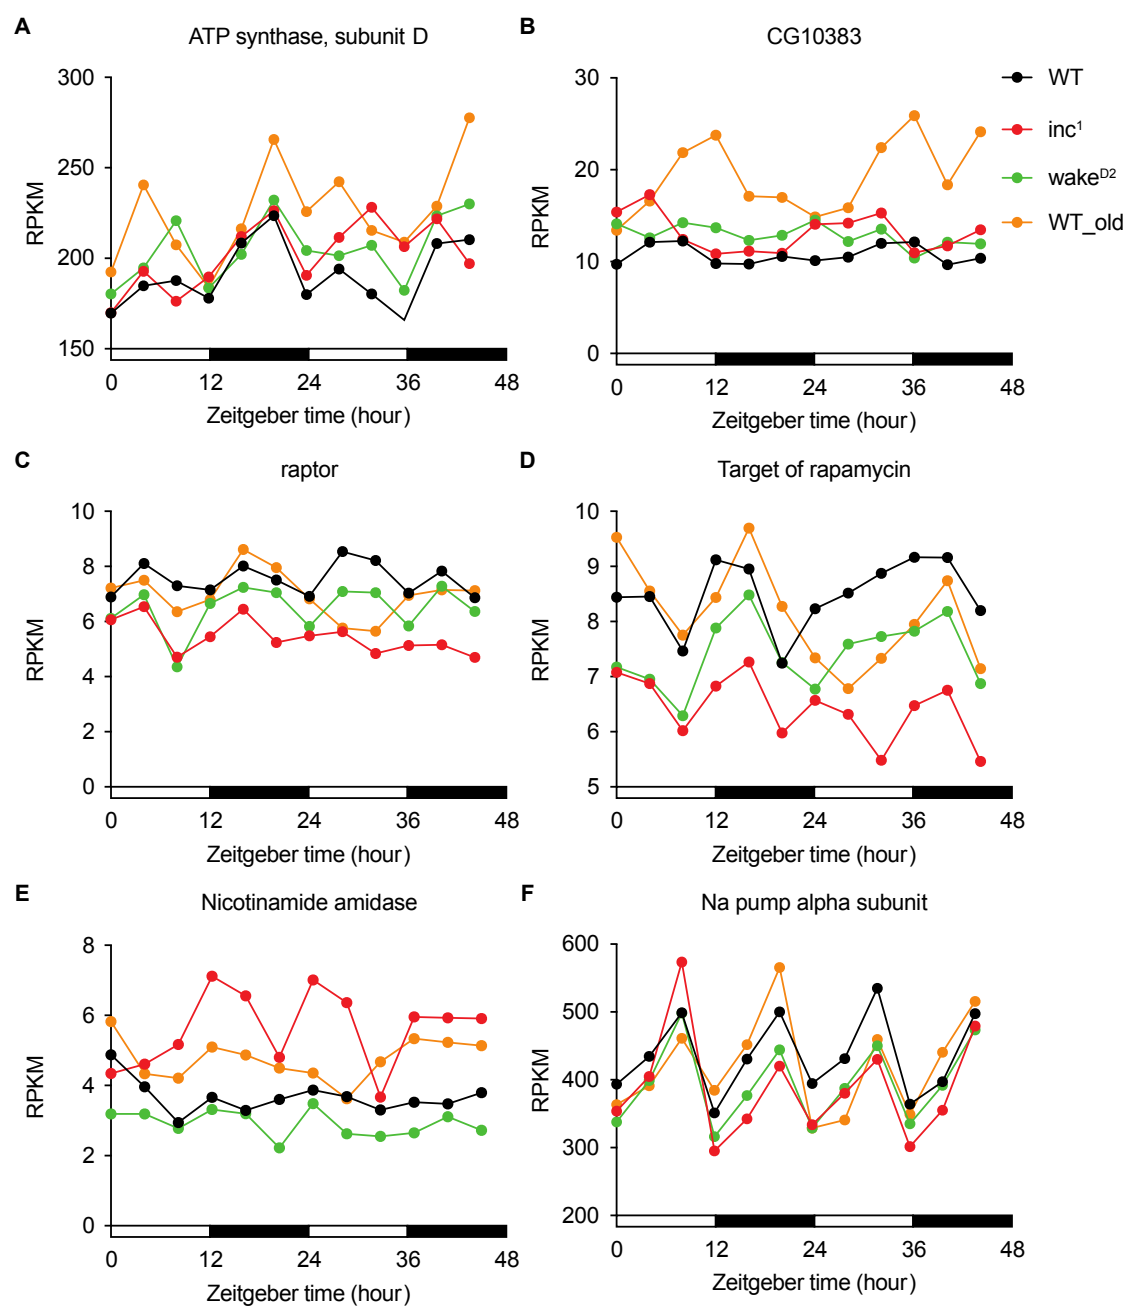 A
ATP synthase, subunit D
300
250
200
150
RPKM
0 12 24 36 48
Zeitgeber time (hour)
B
CG10383
30
20
10
0
RPKM
0 12 24 36 48
Zeitgeber time (hour)
WT
inc¹
wakeᴰ²
WT_old
C
raptor
10
8
6
4
2
0
RPKM
0 12 24 36 48
Zeitgeber time (hour)
D
Target of rapamycin
10
9
8
7
6
5
RPKM
0 12 24 36 48
Zeitgeber time (hour)
E
Nicotinamide amidase
8
6
4
2
0
RPKM
0 12 24 36 48
Zeitgeber time (hour)
F
Na pump alpha subunit
600
500
400
300
200
RPKM
0 12 24 36 48
Zeitgeber time (hour)